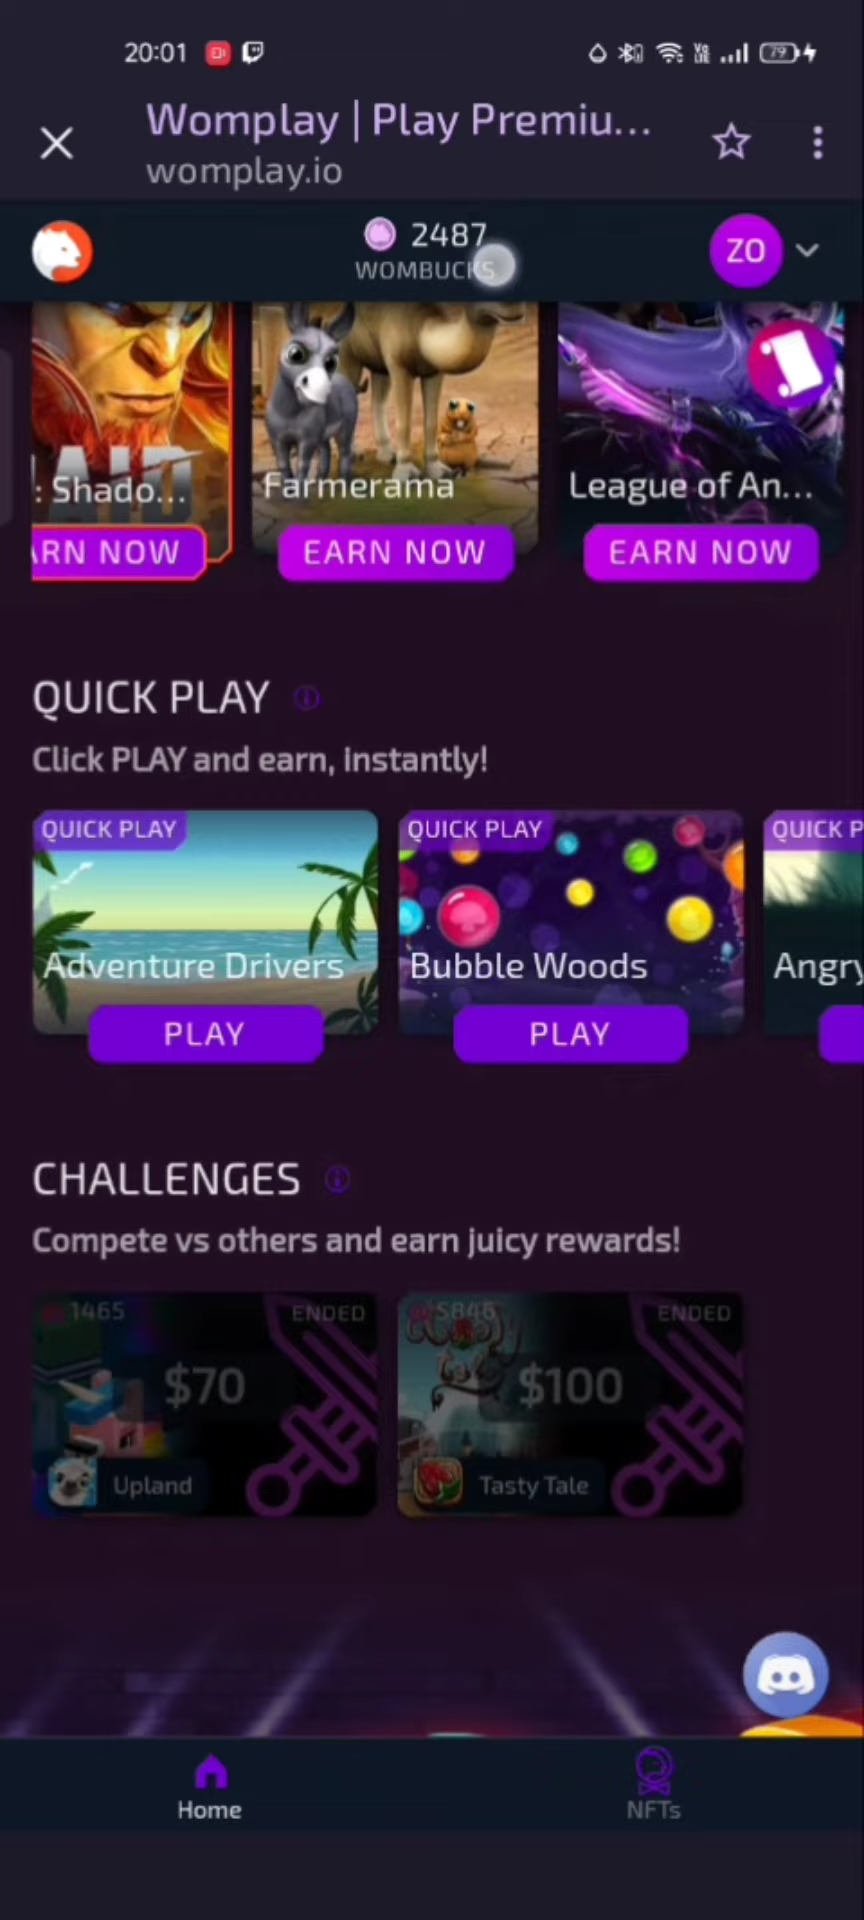 20:01
79
Womplay | Play Premiu...
womplay.io
2487
WOMBUCKS
ZO
: Shado...
Farmerama
League of An...
ARN NOW
EARN NOW
EARN NOW
QUICK PLAY
Click PLAY and earn, instantly!
QUICK PLAY
QUICK PLAY
QUICK P
Adventure Drivers
Bubble Woods
Angry
PLAY
PLAY
CHALLENGES
Compete vs others and earn juicy rewards!
1465
ENDED
5846
ENDED
$70
$100
Upland
Tasty Tale
Home
NFTs